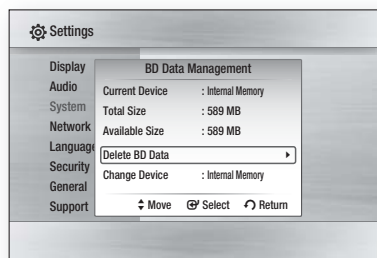 Settings
Display
Audio
System
Network
Language
Security
General
Support
BD Data Management
Current Device : Internal Memory
Total Size : 589 MB
Available Size : 589 MB
Delete BD Data
Change Device : Internal Memory
Move Select Return